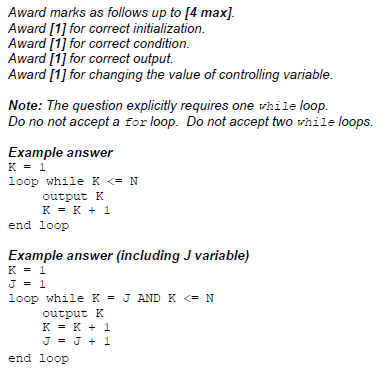 Award marks as follows up to [4 max].
Award [1] for correct initialization.
Award [1] for correct condition.
Award [1] for correct output.
Award [1] for changing the value of controlling variable.
Note: The question explicitly requires one while loop.
Do no not accept a for loop. Do not accept two while loops.
Example answer
K = 1
loop while K <= N
output K
K = K + 1
end loop
Example answer (including J variable)
K = 1
J = 1
loop while K = J AND K <= N
output K
K = K + 1
J = J + 1
end loop